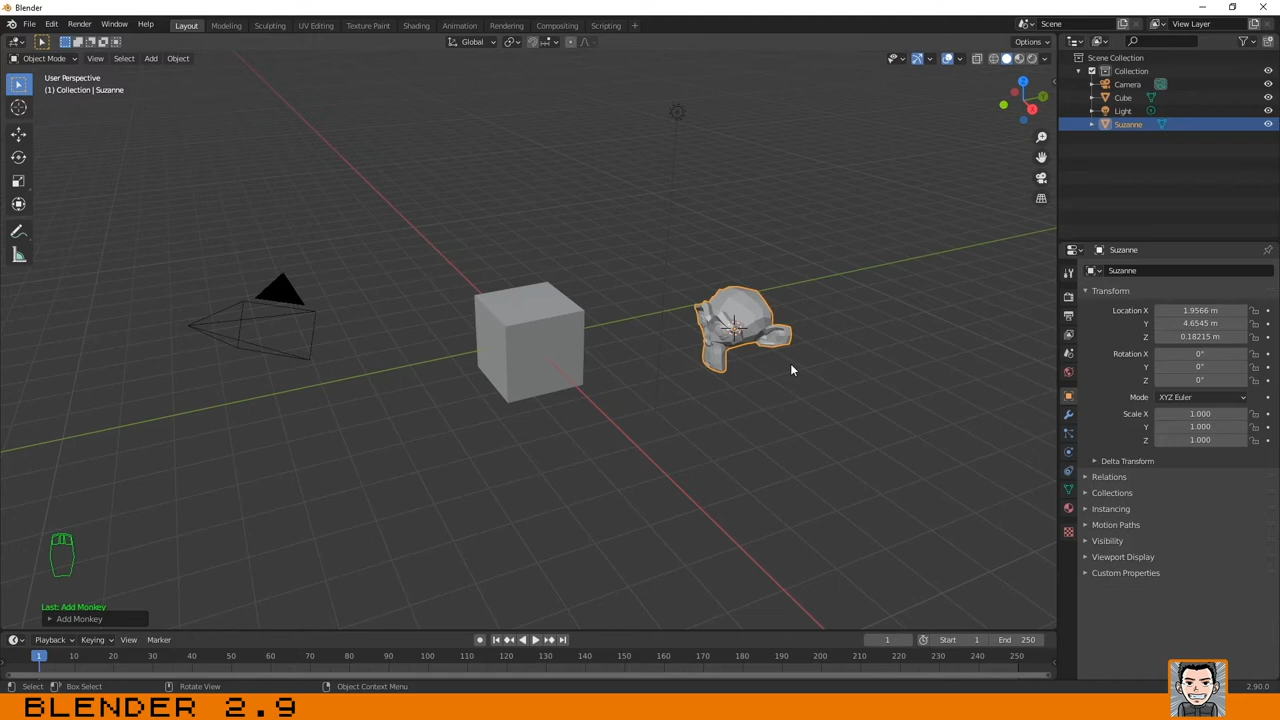 Blender
File Edit Render Window Help Layout Modeling Sculpting UV Editing Texture Paint Shading Animation Rendering Compositing Scripting + Scene View Layer
Global Options
Object Mode View Select Add Object
User Perspective
(1) Collection | Suzanne
Scene Collection
Collection
Camera
Cube
Light
Suzanne
X
Y
Suzanne
Suzanne
Transform
Location X 1.9566 m
Y 4.6545 m
Z 0.18215 m
Rotation X 0°
Y 0°
Z 0°
Mode XYZ Euler
Scale X 1.000
Y 1.000
Z 1.000
Delta Transform
Relations
Collections
Instancing
Motion Paths
Visibility
Viewport Display
Custom Properties
Last: Add Monkey
Add Monkey
Playback Keying View Marker 1 Start 1 End 250
1 10 20 30 40 50 60 70 80 90 100 110 120 130 140 150 160 170 180 190 200 210 220 230 240 250
Select Box Select Rotate View Object Context Menu 2.90.0
BLENDER 2.9